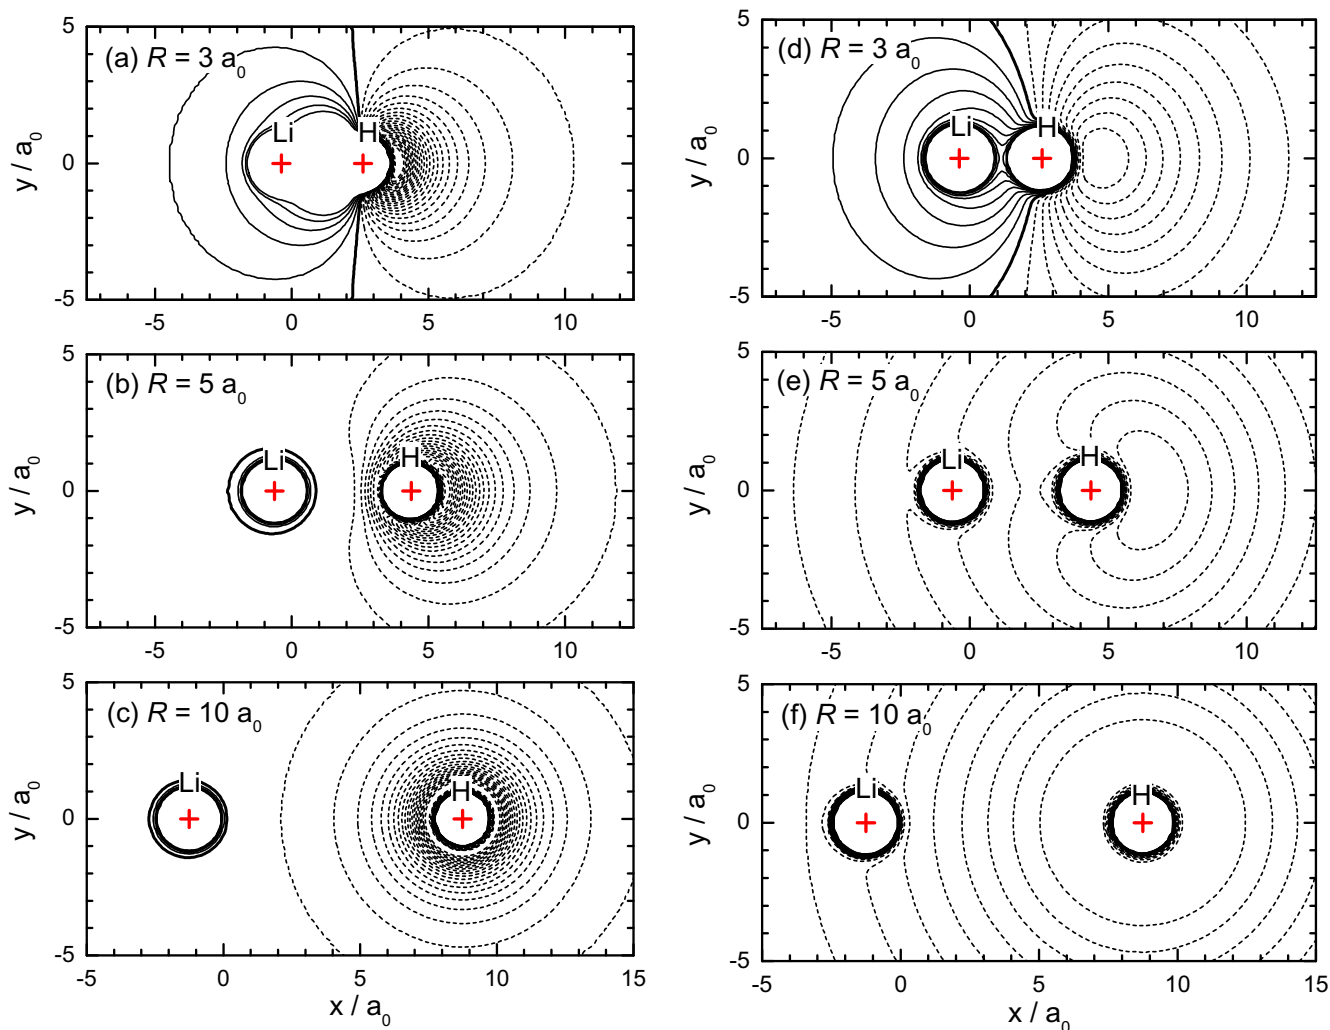 (a) R = 3 a0
Li H
y / a0
5
0
-5
-5 0 5 10
(b) R = 5 a0
Li H
y / a0
5
0
-5
-5 0 5 10
(c) R = 10 a0
Li H
y / a0
5
0
-5
-5 0 5 10 15
x / a0
(d) R = 3 a0
Li H
y / a0
5
0
-5
-5 0 5 10
(e) R = 5 a0
Li H
y / a0
5
0
-5
-5 0 5 10
(f) R = 10 a0
Li H
y / a0
5
0
-5
-5 0 5 10 15
x / a0